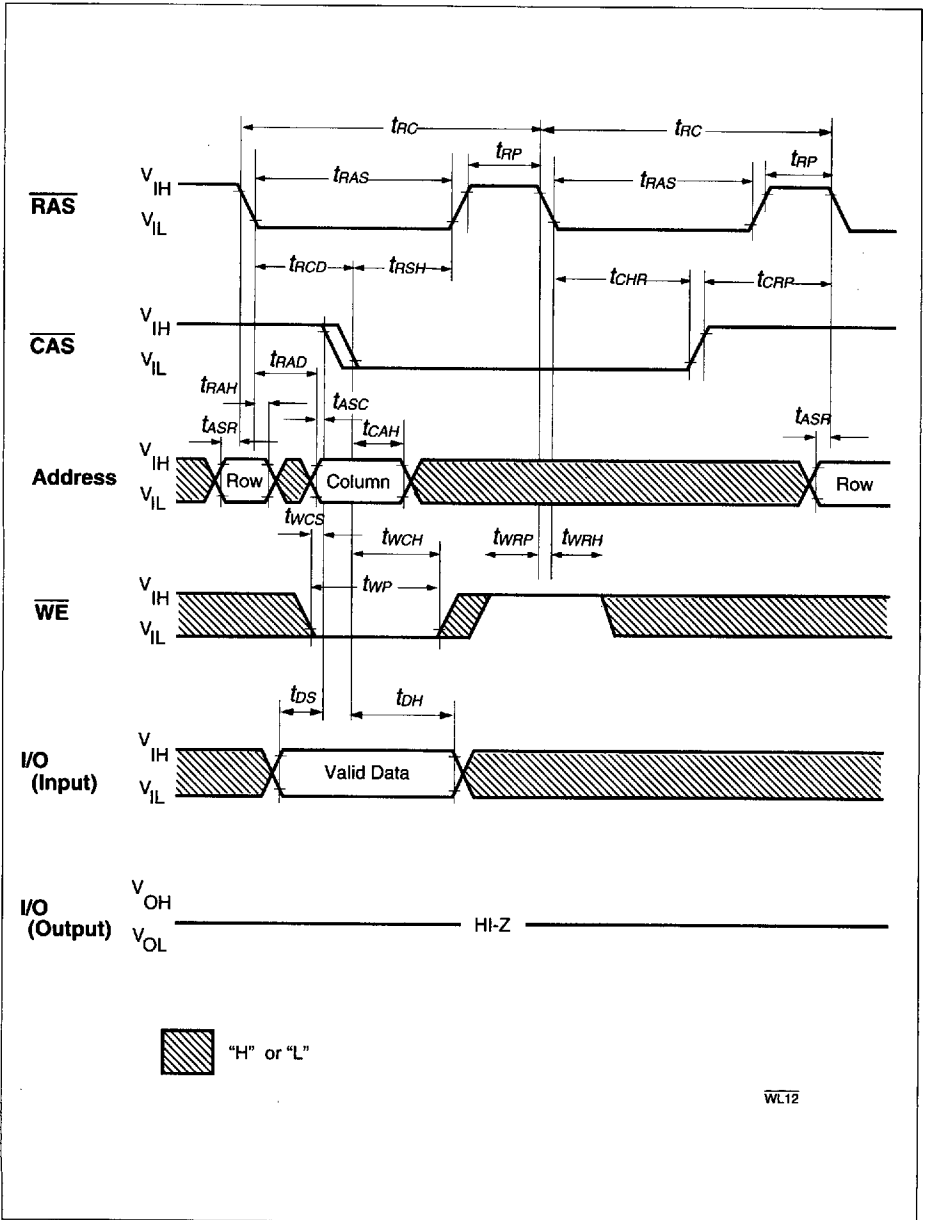 tRC tRC
tRP tRP
tRAS tRAS
VIH
RAS
VIL
tRCD tRSH tCHR tCRP
VIH
CAS
VIL
tRAD
tRAH tASC
tASR tCAH tASR
VIH
Address Row Column Row
VIL
tWCS tWCH tWRP tWRH
tWP
VIH
WE
VIL
tDS tDH
VIH
I/O
(Input) Valid Data
VIL
VOH
I/O
(Output) HI-Z
VOL
"H" or "L"
WL12